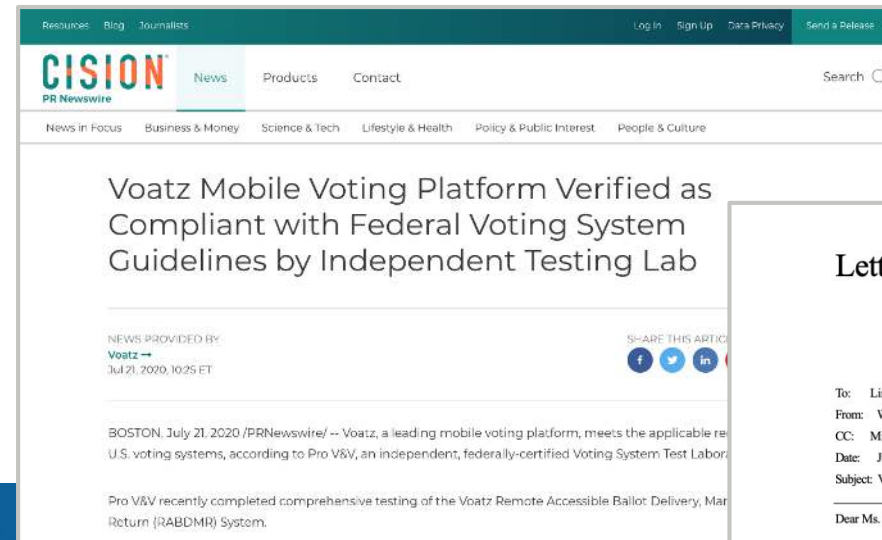 Resources Blog Journalists Log In Sign Up Data Privacy Send a Release
CISION
PR Newswire
News Products Contact Search
News in Focus Business & Money Science & Tech Lifestyle & Health Policy & Public Interest People & Culture
Voatz Mobile Voting Platform Verified as
Compliant with Federal Voting System
Guidelines by Independent Testing Lab
NEWS PROVIDED BY
Voatz →
Jul 21, 2020, 10:25 ET
SHARE THIS ARTIC
BOSTON, July 21, 2020 /PRNewswire/ -- Voatz, a leading mobile voting platform, meets the applicable re
U.S. voting systems, according to Pro V&V, an independent, federally-certified Voting System Test Labora
Pro V&V recently completed comprehensive testing of the Voatz Remote Accessible Ballot Delivery, Mar
Return (RABDMR) System.
Lett
To: Li
From: W
CC: M
Date: J
Subject: V
Dear Ms.